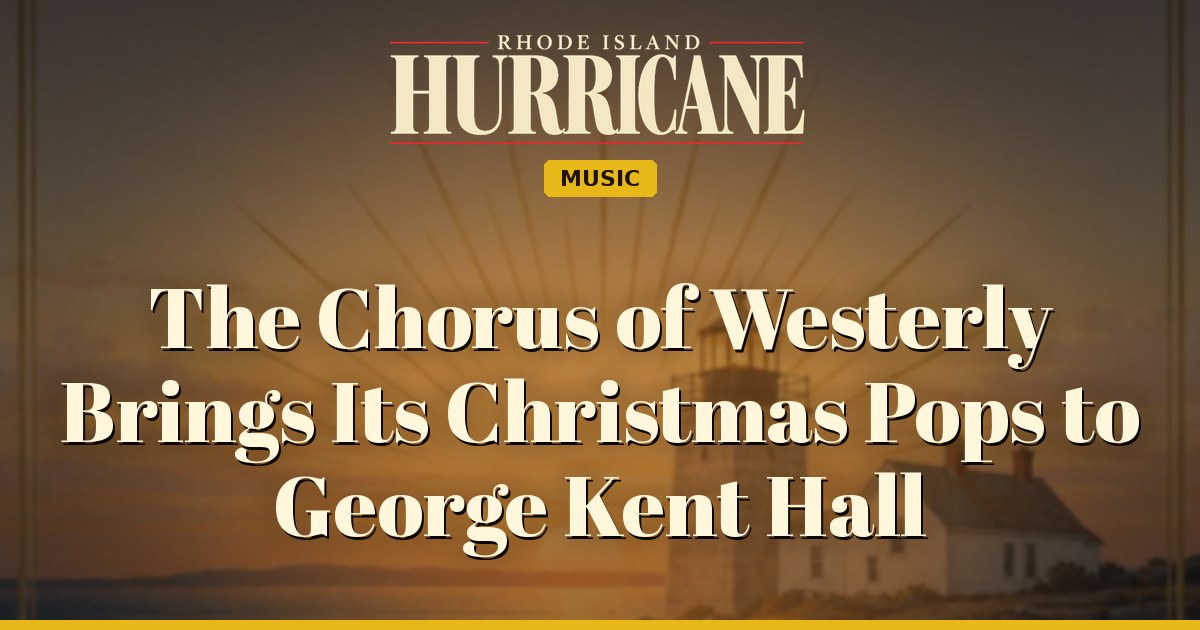 RHODE ISLAND
HURRICANE
MUSIC
The Chorus of Westerly
Brings Its Christmas Pops to
George Kent Hall